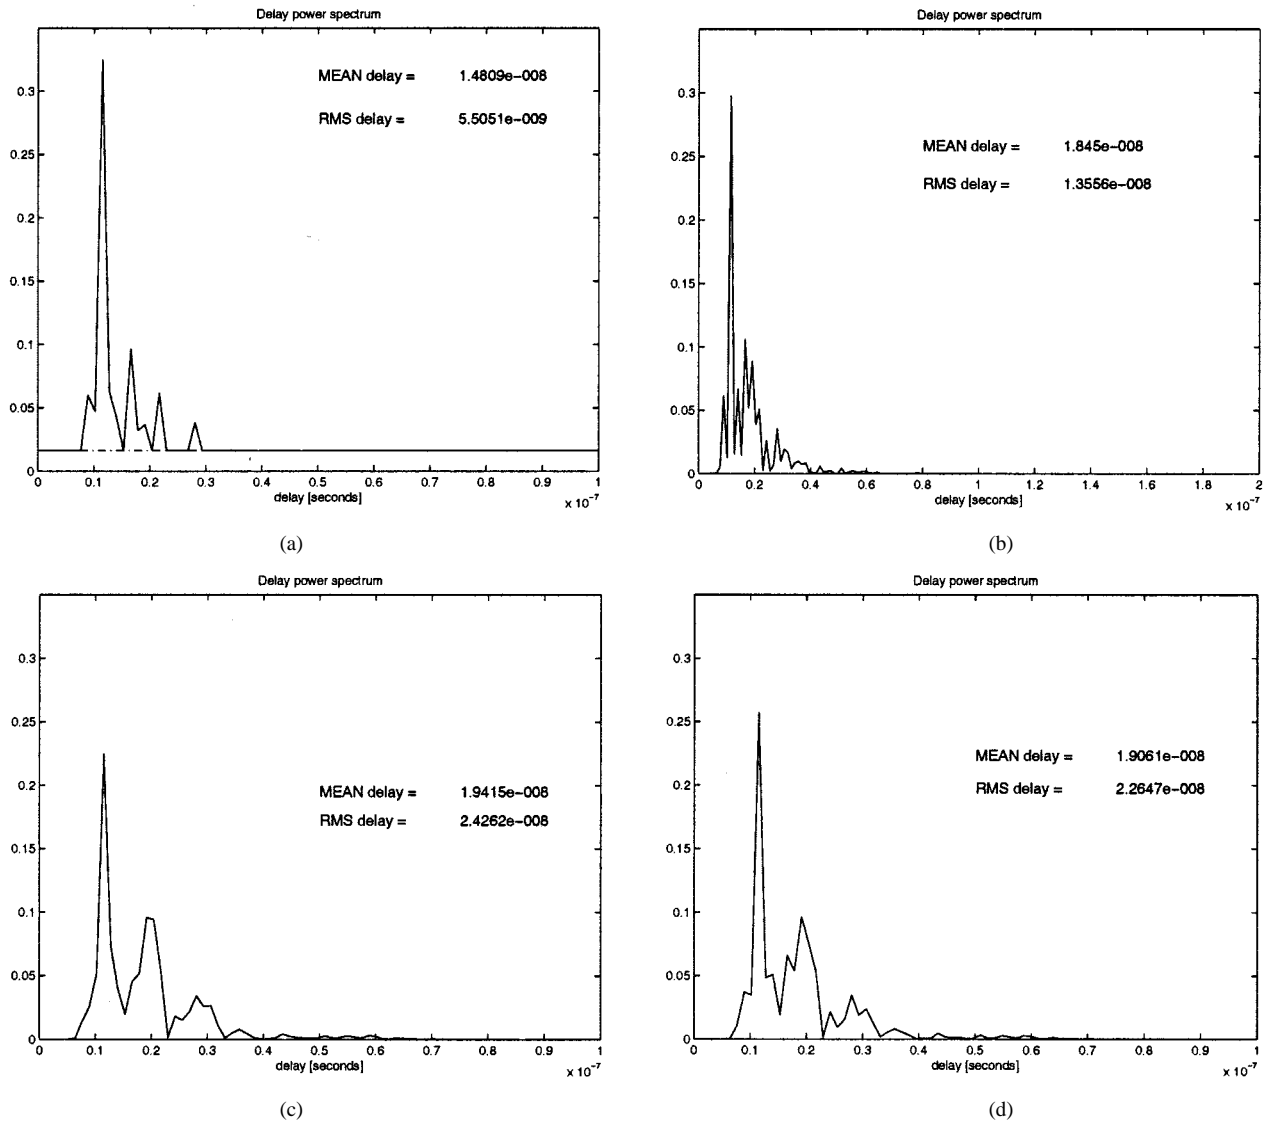 Delay power spectrum
MEAN delay = 1.4809e-008
RMS delay = 5.5051e-009
0.3
0.25
0.2
0.15
0.1
0.05
0
0 0.1 0.2 0.3 0.4 0.5 0.6 0.7 0.8 0.9 1
delay [seconds]
x 10-7
(a)
Delay power spectrum
MEAN delay = 1.845e-008
RMS delay = 1.3556e-008
0.3
0.25
0.2
0.15
0.1
0.05
0
0 0.2 0.4 0.6 0.8 1 1.2 1.4 1.6 1.8 2
delay [seconds]
x 10-7
(b)
Delay power spectrum
MEAN delay = 1.9415e-008
RMS delay = 2.4262e-008
0.3
0.25
0.2
0.15
0.1
0.05
0
0 0.1 0.2 0.3 0.4 0.5 0.6 0.7 0.8 0.9 1
delay [seconds]
x 10-7
(c)
Delay power spectrum
MEAN delay = 1.9061e-008
RMS delay = 2.2647e-008
0.3
0.25
0.2
0.15
0.1
0.05
0
0 0.1 0.2 0.3 0.4 0.5 0.6 0.7 0.8 0.9 1
delay [seconds]
x 10-7
(d)